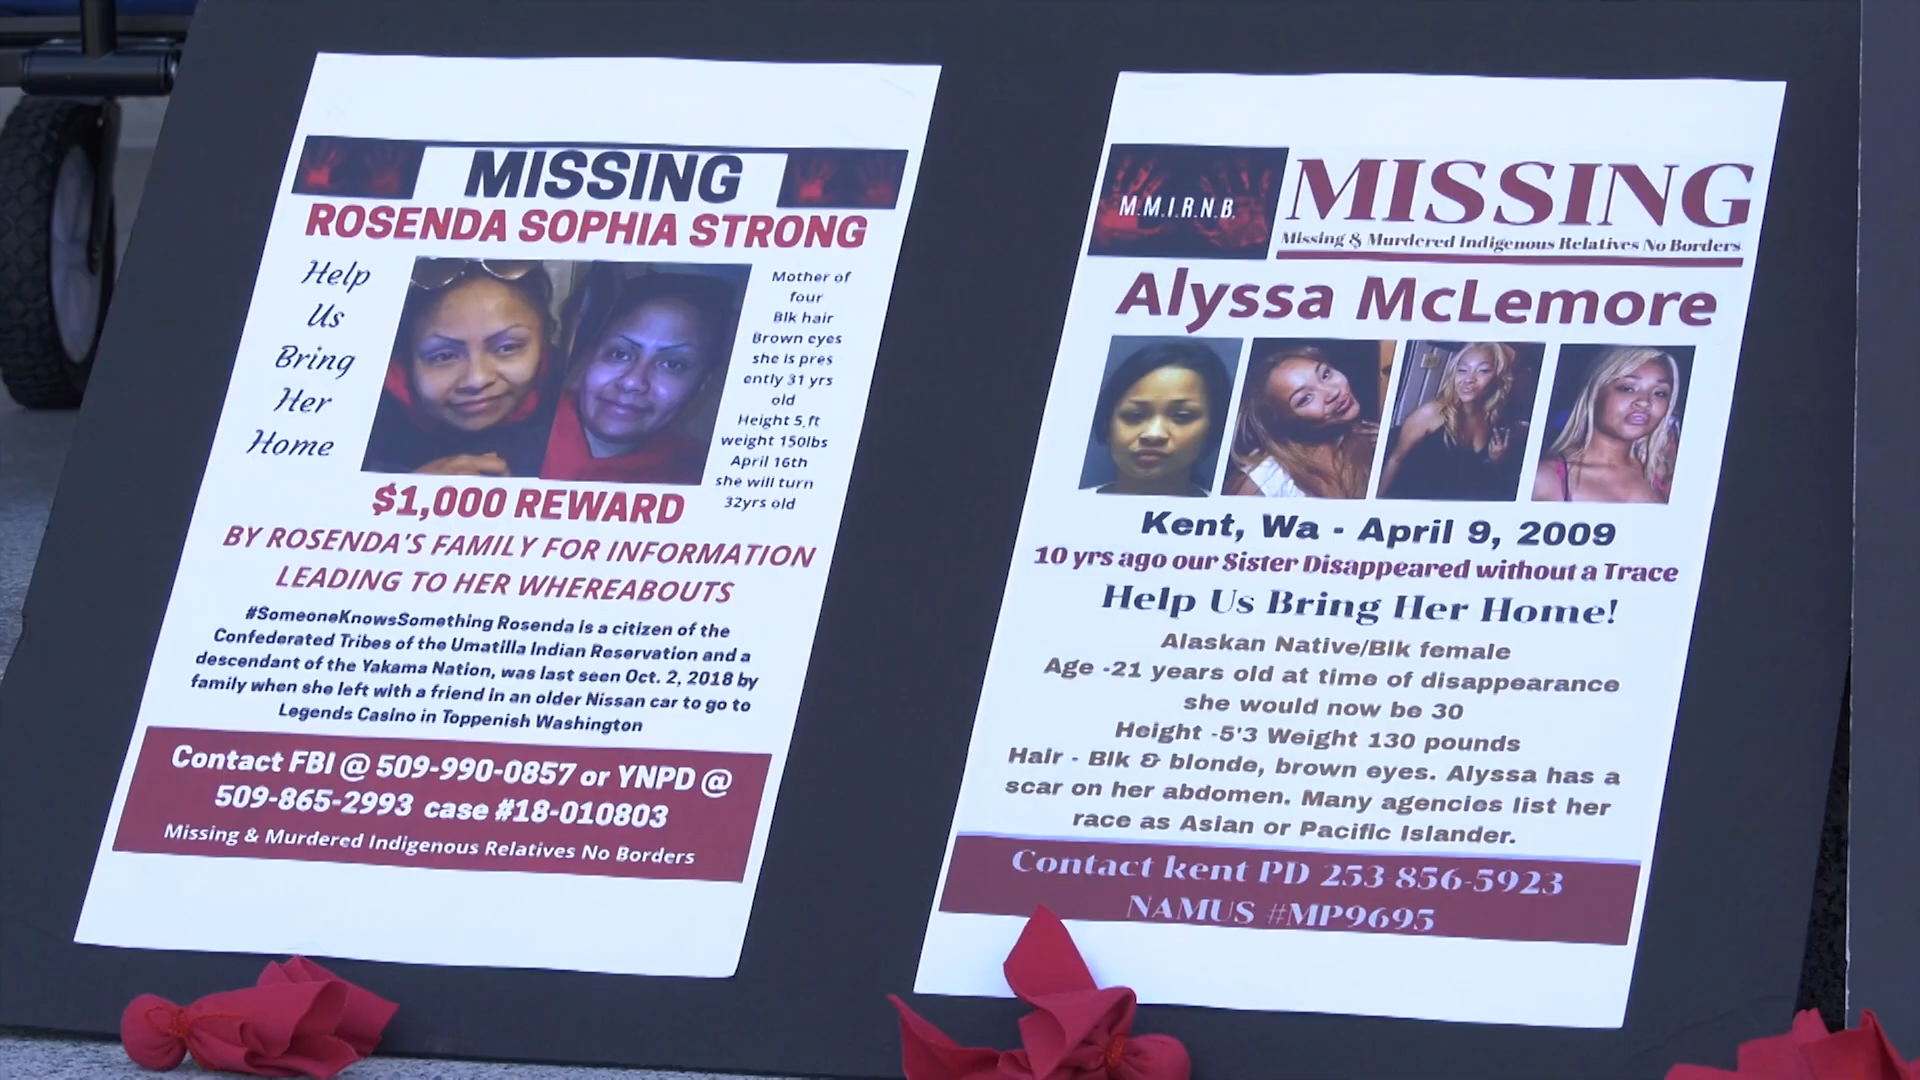 MISSING
ROSENDA SOPHIA STRONG
Help
Us
Bring
Her
Home
Mother of
four
Blk hair
Brown eyes
she is pres
ently 31 yrs
old
Height 5,ft
weight 150lbs
April 16th
she will turn
32yrs old
$1,000 REWARD
BY ROSENDA'S FAMILY FOR INFORMATION
LEADING TO HER WHEREABOUTS
#SomeoneKnowsSomething Rosenda is a citizen of the
Confederated Tribes of the Umatilla Indian Reservation and a
descendant of the Yakama Nation, was last seen Oct. 2, 2018 by
family when she left with a friend in an older Nissan car to go to
Legends Casino in Toppenish Washington
Contact FBI @ 509-990-0857 or YNPD @
509-865-2993 case #18-010803
Missing & Murdered Indigenous Relatives No Borders
M.M.I.R.N.B.
MISSING
Missing & Murdered Indigenous Relatives No Borders
Alyssa McLemore
Kent, Wa - April 9, 2009
10 yrs ago our Sister Disappeared without a Trace
Help Us Bring Her Home!
Alaskan Native/Blk female
Age -21 years old at time of disappearance
she would now be 30
Height -5'3 Weight 130 pounds
Hair - Blk & blonde, brown eyes. Alyssa has a
scar on her abdomen. Many agencies list her
race as Asian or Pacific Islander.
Contact kent PD 253-856-5923
NAMUS #MP9695